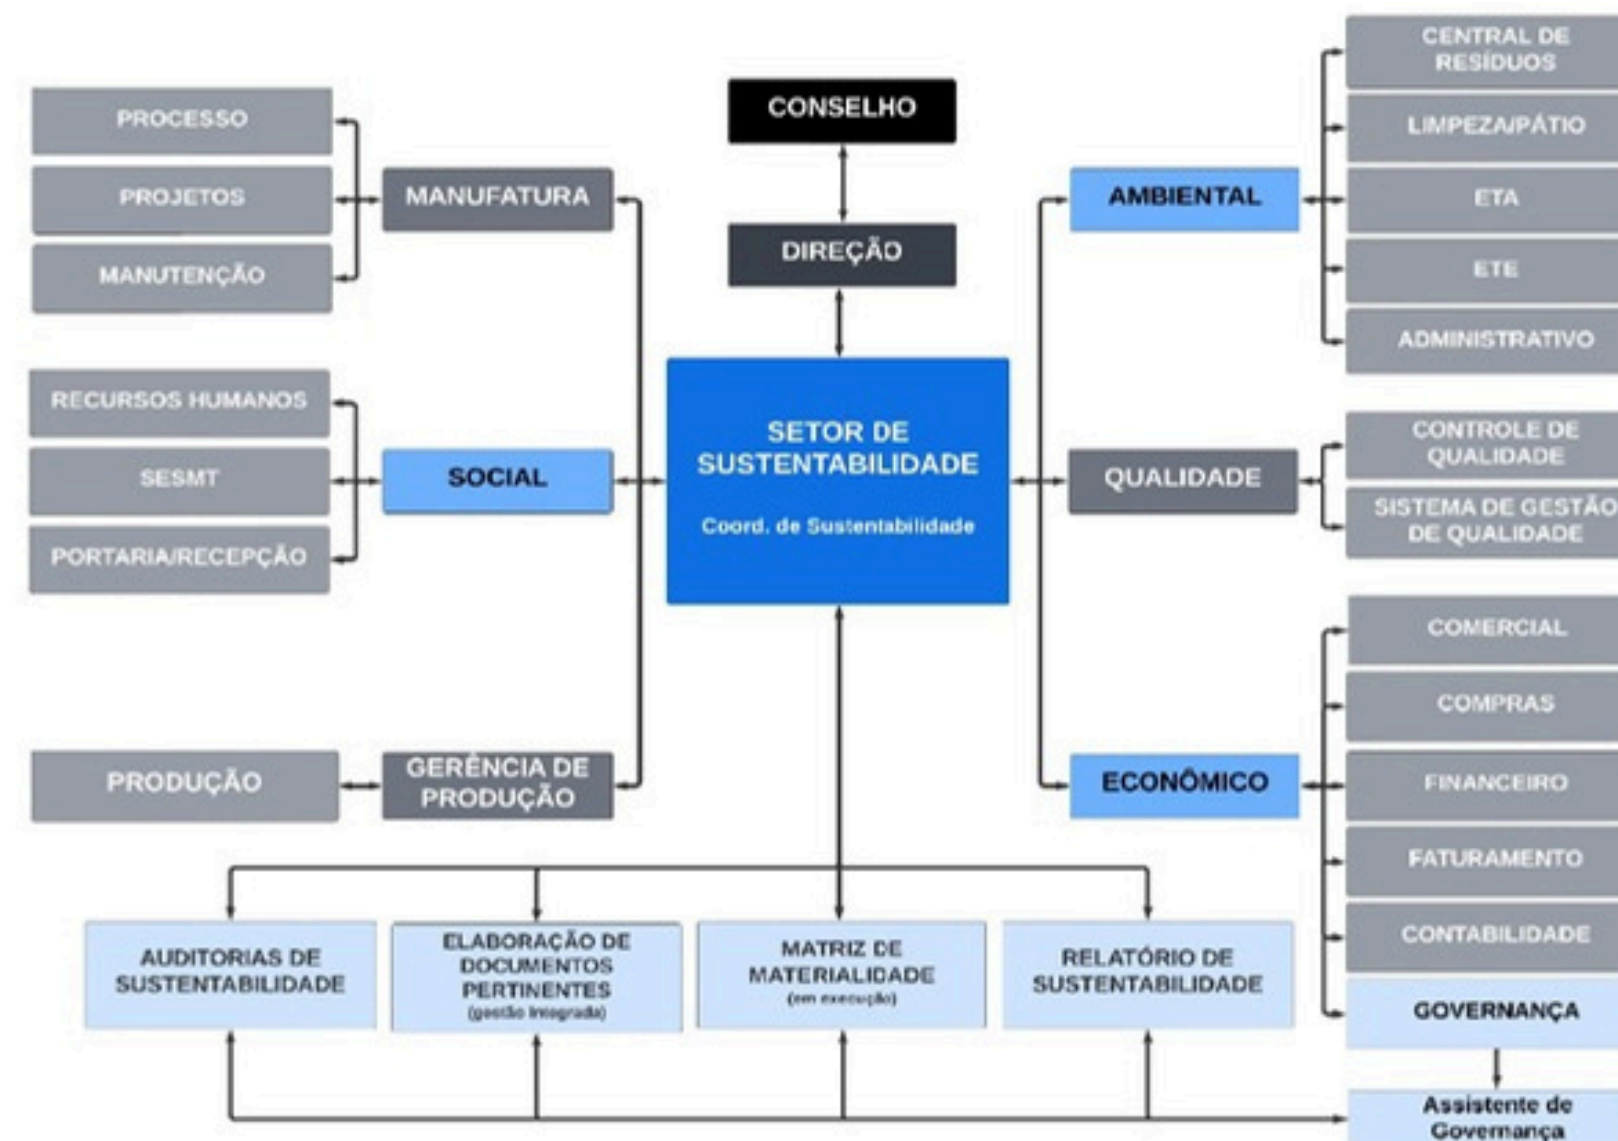 CONSELHO
DIREÇÃO
SETOR DE
SUSTENTABILIDADE
Coord. de Sustentabilidade
PROCESSO
PROJETOS
MANUTENÇÃO
MANUFATURA
RECURSOS HUMANOS
SESMT
PORTARIA/RECEPÇÃO
SOCIAL
PRODUÇÃO
GERÊNCIA DE
PRODUÇÃO
AMBIENTAL
CENTRAL DE
RESÍDUOS
LIMPEZA/PÁTIO
ETA
ETE
ADMINISTRATIVO
QUALIDADE
CONTROLE DE
QUALIDADE
SISTEMA DE GESTÃO
DE QUALIDADE
ECONÔMICO
COMERCIAL
COMPRAS
FINANCEIRO
FATURAMENTO
CONTABILIDADE
GOVERNANÇA
Assistente de
Governança
AUDITORIAS DE
SUSTENTABILIDADE
ELABORAÇÃO DE
DOCUMENTOS
PERTINENTES
(gestão integrada)
MATRIZ DE
MATERIALIDADE
(em execução)
RELATÓRIO DE
SUSTENTABILIDADE